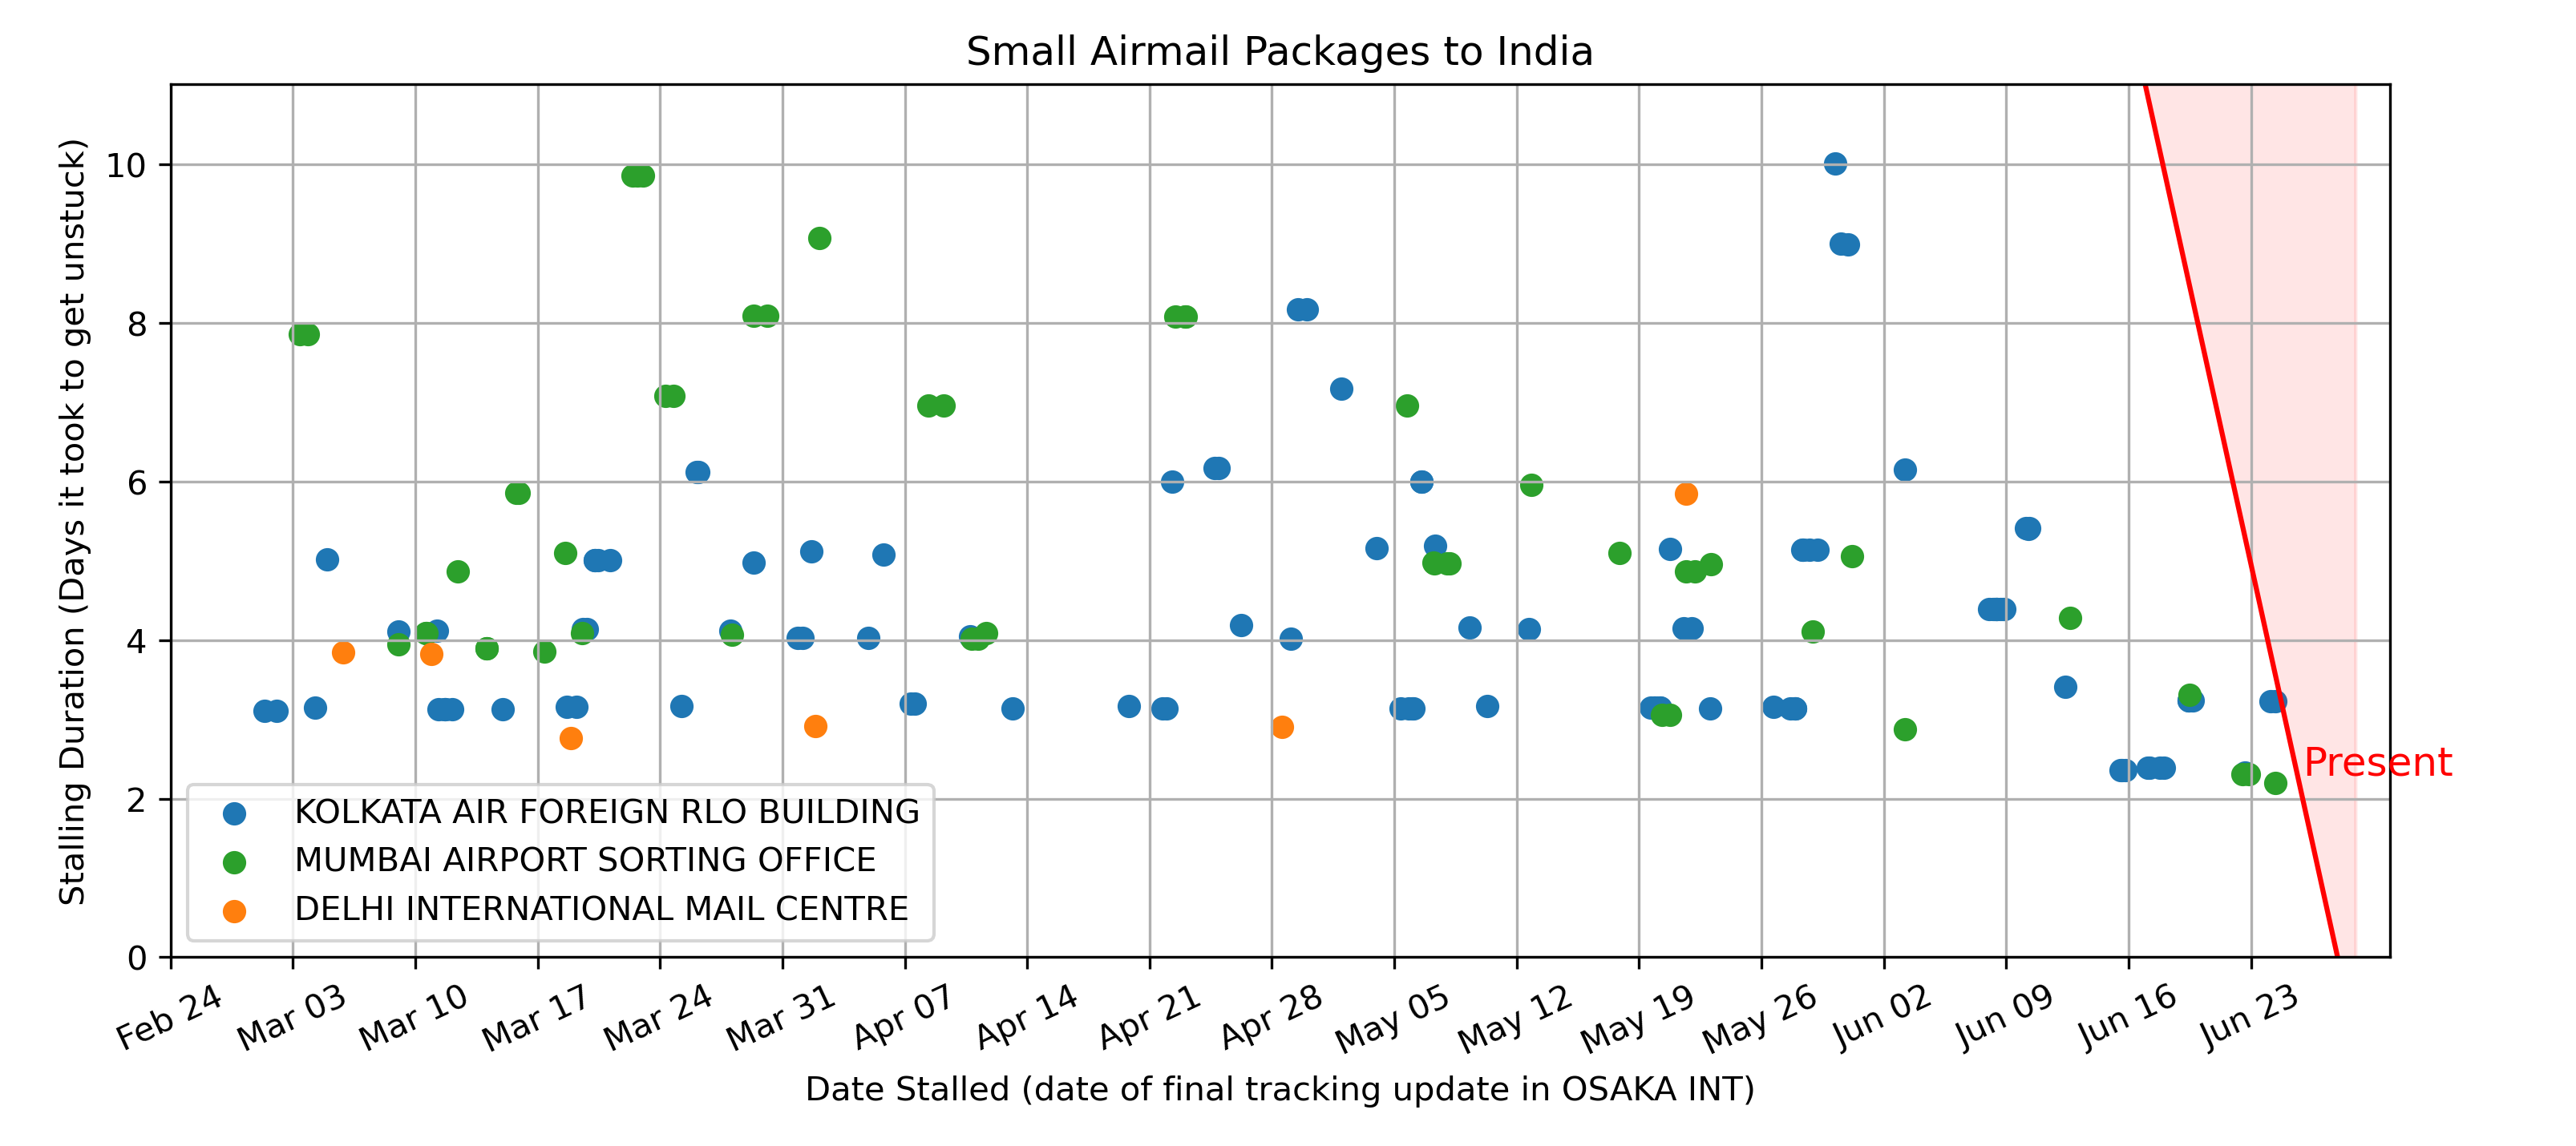 Small Airmail Packages to India
Stalling Duration (Days it took to get unstuck)
10
8
6
4
2
0
Present
KOLKATA AIR FOREIGN RLO BUILDING
MUMBAI AIRPORT SORTING OFFICE
DELHI INTERNATIONAL MAIL CENTRE
Feb 24
Mar 03
Mar 10
Mar 17
Mar 24
Mar 31
Apr 07
Apr 14
Apr 21
Apr 28
May 05
May 12
May 19
May 26
Jun 02
Jun 09
Jun 16
Jun 23
Date Stalled (date of final tracking update in OSAKA INT)